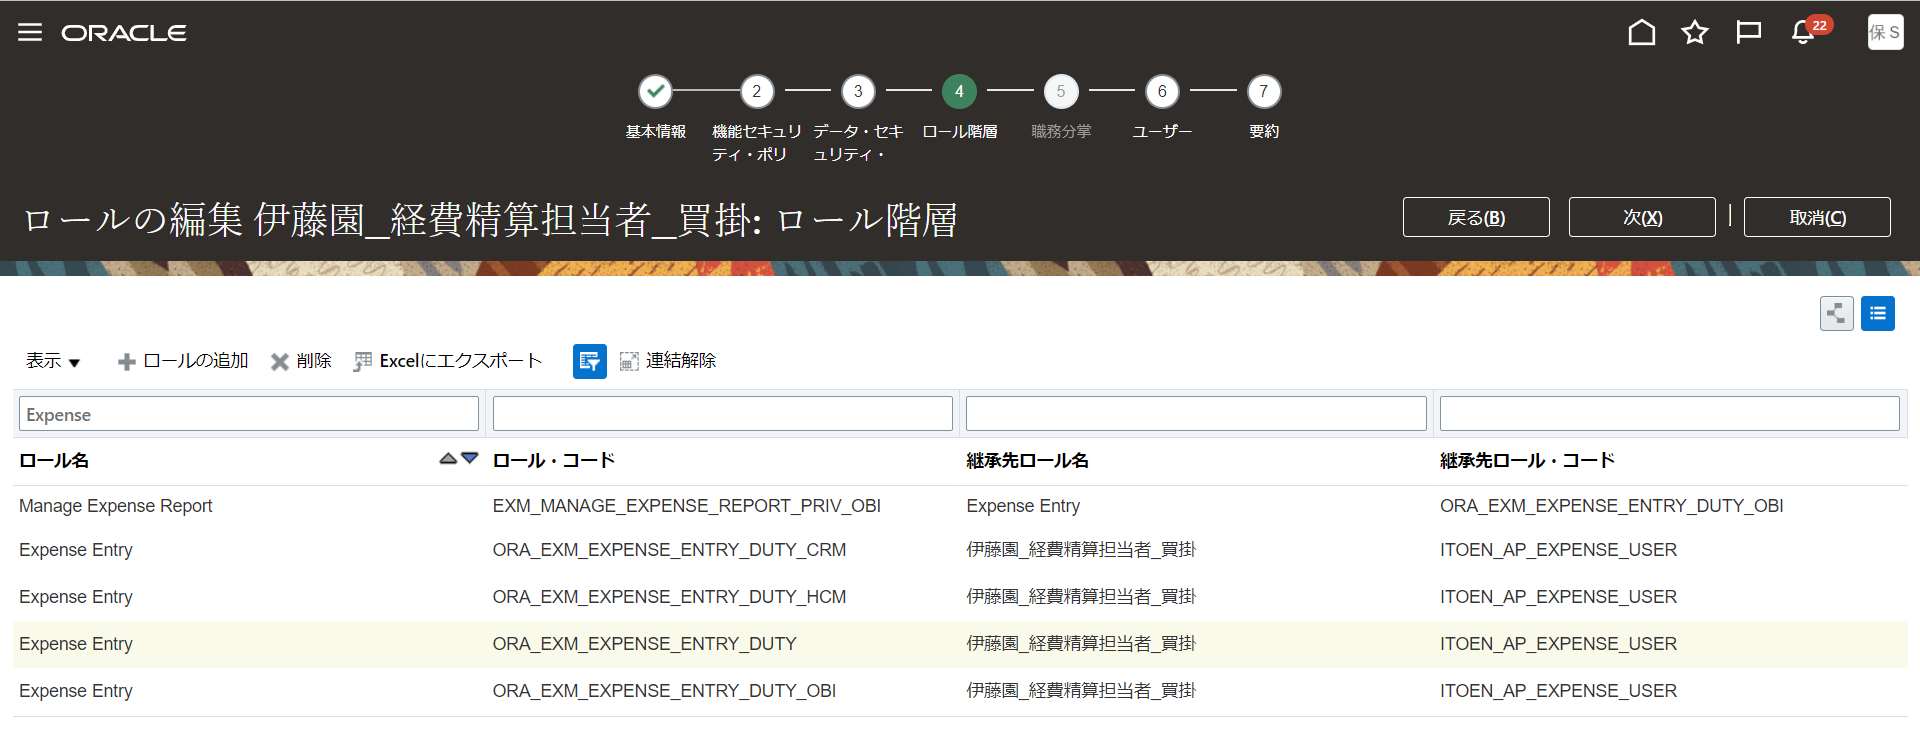 ORACLE
22
保 S
2
3
4
5
6
7
基本情報
機能セキュリ
ティ・ポリ
データ・セキ
ュリティ・
ロール階層
職務分掌
ユーザー
要約
ロールの編集 伊藤園_経費精算担当者_買掛: ロール階層
戻る(B)
次(X)
取消(C)
表示
ロールの追加
削除
Excelにエクスポート
連結解除
Expense
ロール名 ロール・コード 継承先ロール名 継承先ロール・コード
Manage Expense Report EXM_MANAGE_EXPENSE_REPORT_PRIV_OBI Expense Entry ORA_EXM_EXPENSE_ENTRY_DUTY_OBI
Expense Entry ORA_EXM_EXPENSE_ENTRY_DUTY_CRM 伊藤園_経費精算担当者_買掛 ITOEN_AP_EXPENSE_USER
Expense Entry ORA_EXM_EXPENSE_ENTRY_DUTY_HCM 伊藤園_経費精算担当者_買掛 ITOEN_AP_EXPENSE_USER
Expense Entry ORA_EXM_EXPENSE_ENTRY_DUTY 伊藤園_経費精算担当者_買掛 ITOEN_AP_EXPENSE_USER
Expense Entry ORA_EXM_EXPENSE_ENTRY_DUTY_OBI 伊藤園_経費精算担当者_買掛 ITOEN_AP_EXPENSE_USER